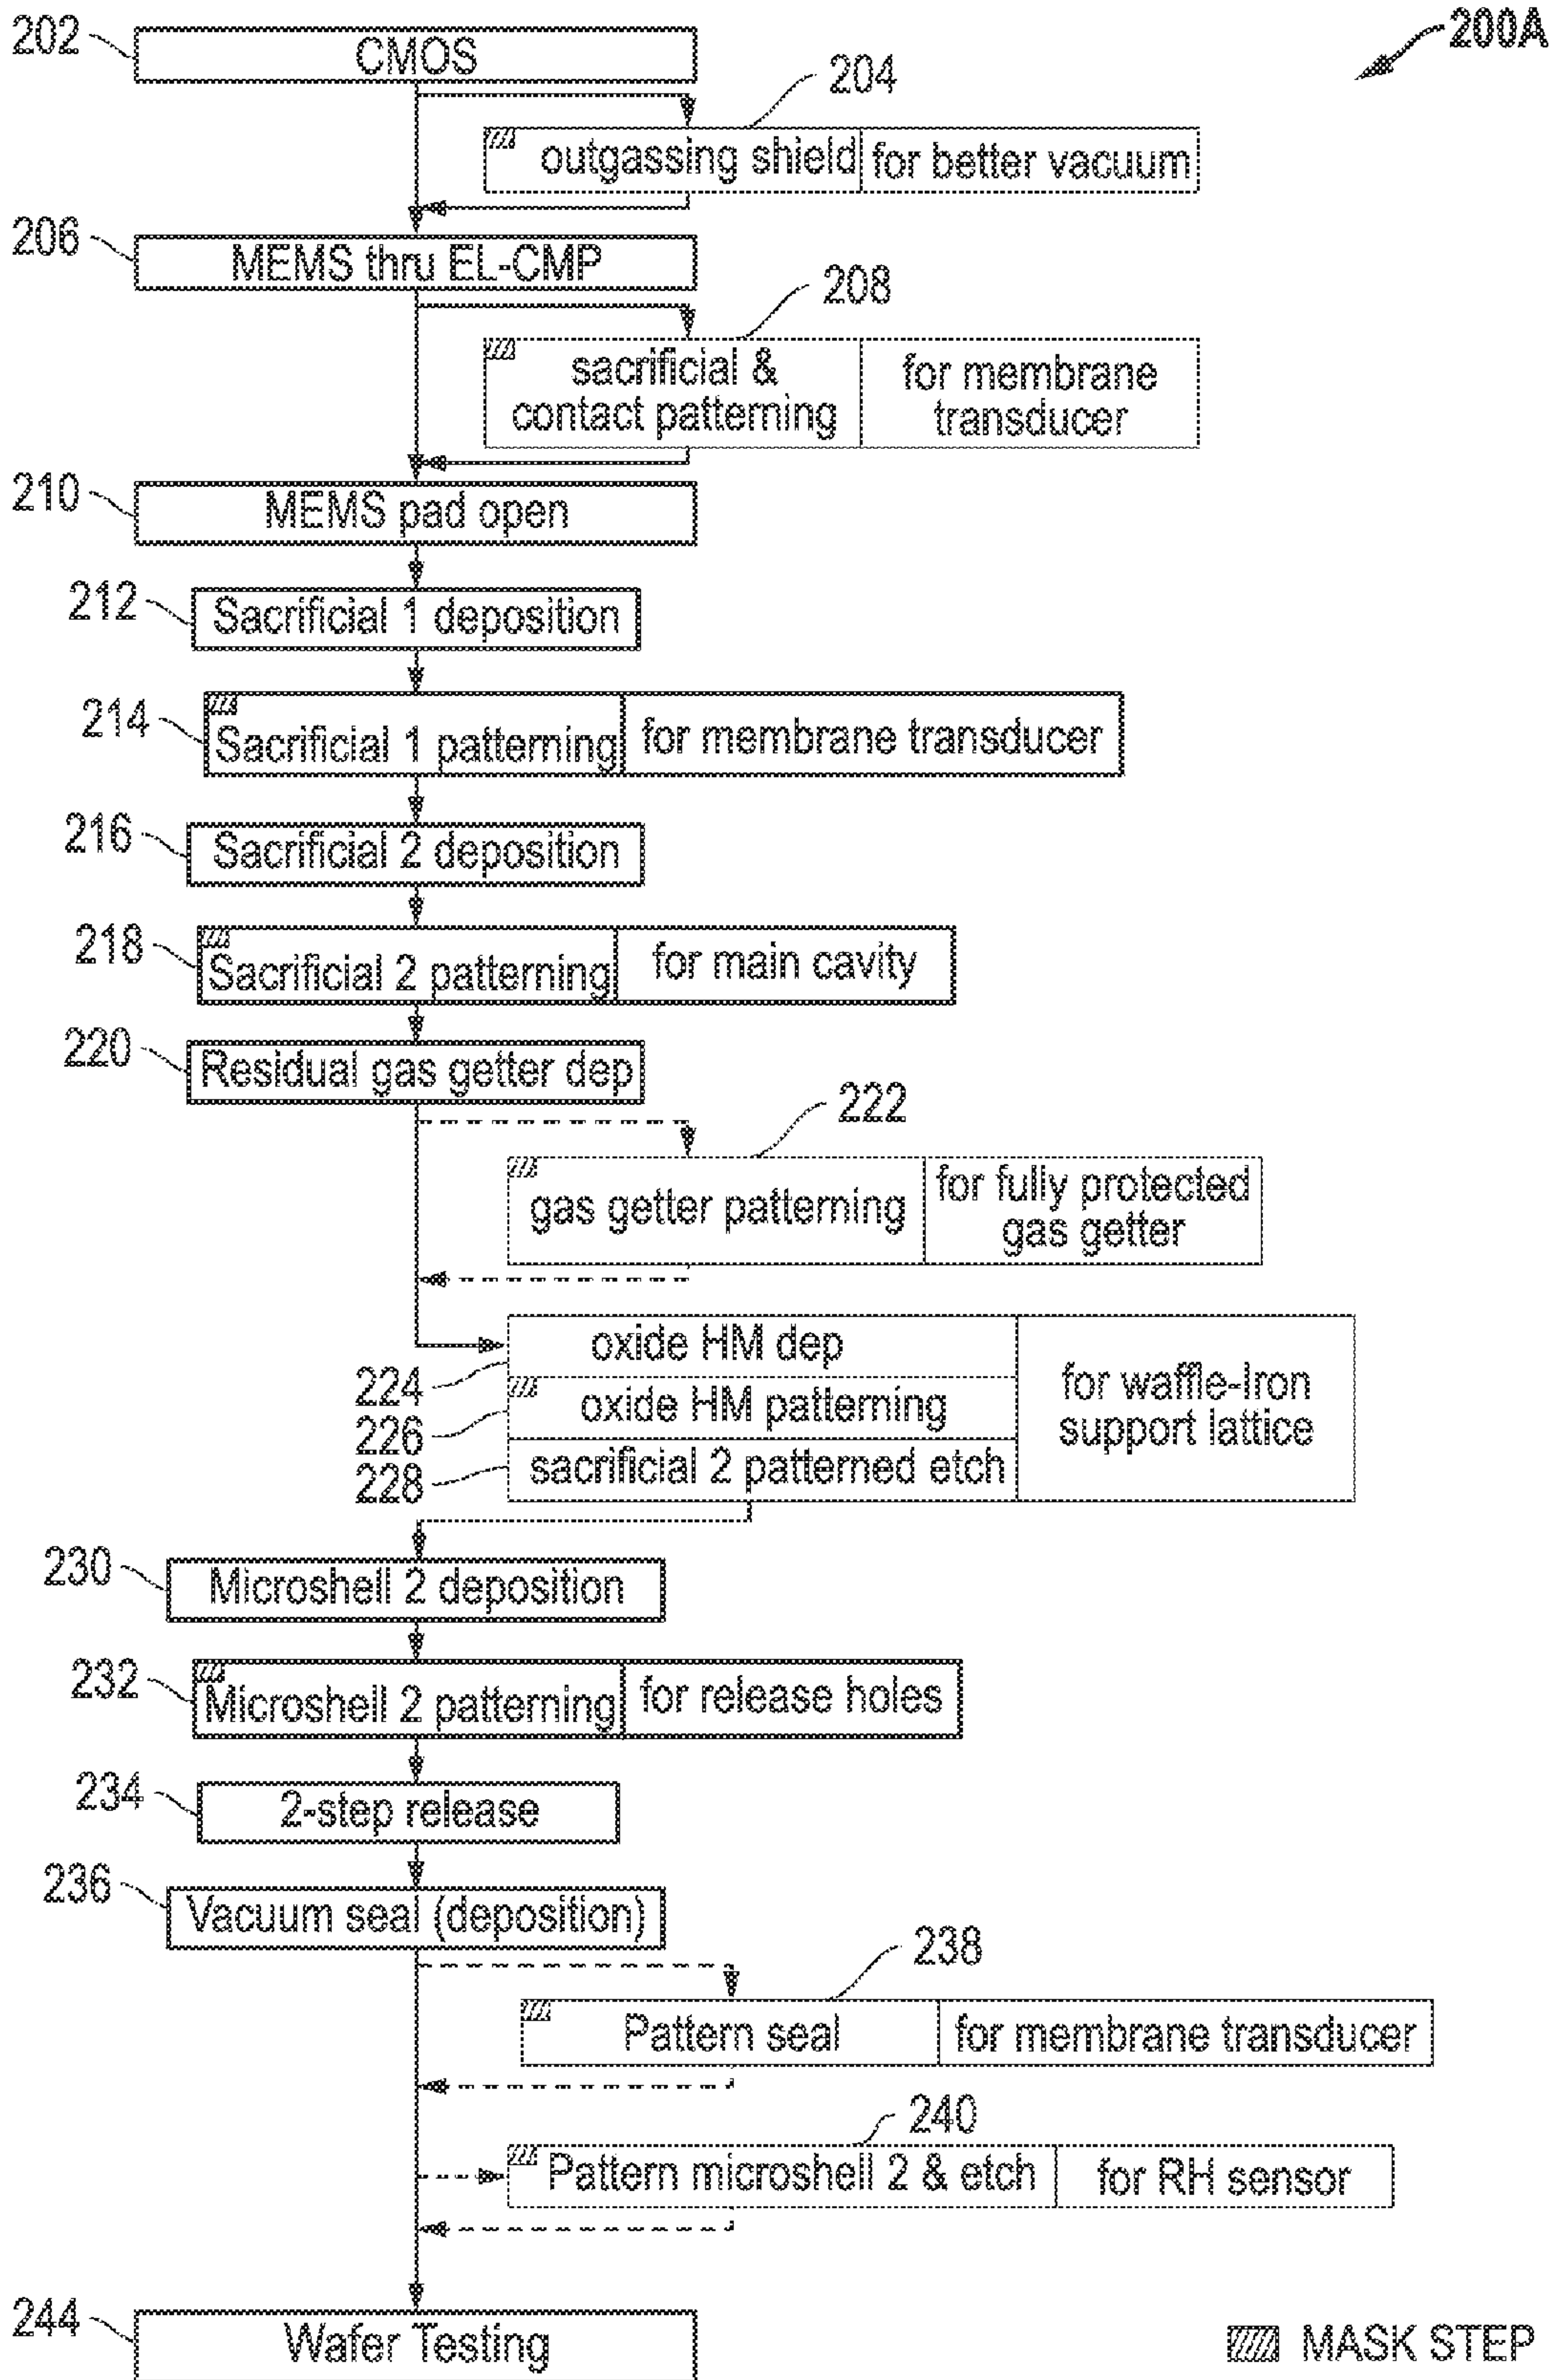 200A
202
CMOS
204
outgassing shield
for better vacuum
206
MEMS thru EL-CMP
208
sacrificial &
contact patterning
for membrane
transducer
210
MEMS pad open
212
Sacrificial 1 deposition
214
Sacrificial 1 patterning
for membrane transducer
216
Sacrificial 2 deposition
218
Sacrificial 2 patterning
for main cavity
220
Residual gas getter dep
222
gas getter patterning
for fully protected
gas getter
224
oxide HM dep
226
oxide HM patterning
228
sacrificial 2 patterned etch
for waffle-Iron
support lattice
230
Microshell 2 deposition
232
Microshell 2 patterning
for release holes
234
2-step release
236
Vacuum seal (deposition)
238
Pattern seal
for membrane transducer
240
Pattern microshell 2 & etch
for RH sensor
244
Wafer Testing
MASK STEP